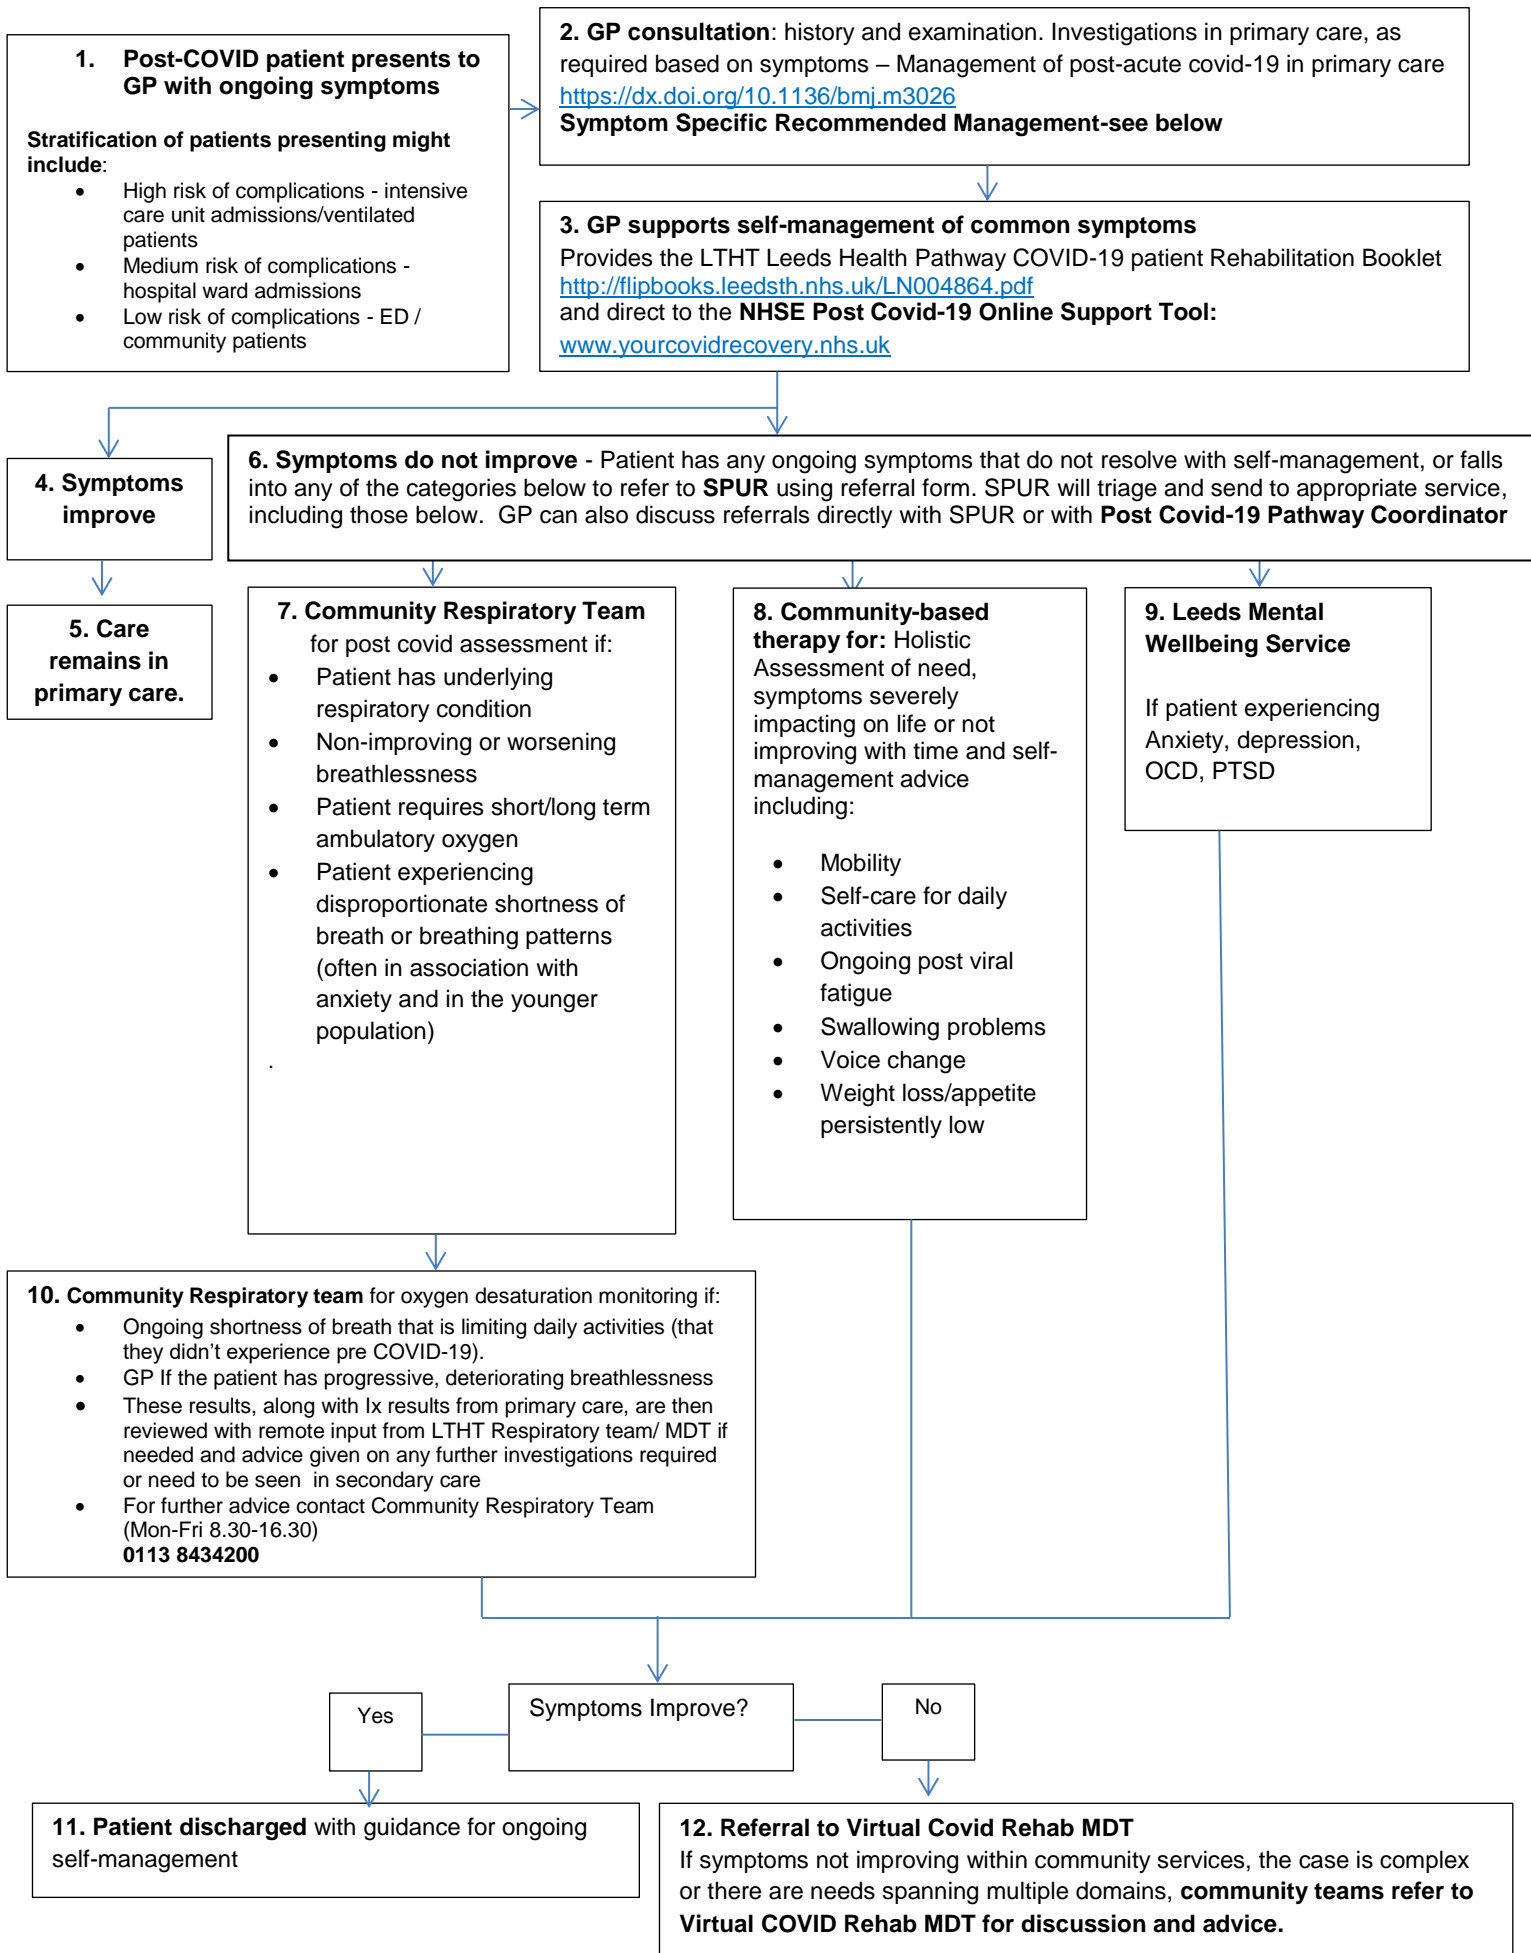 1. Post-COVID patient presents to
GP with ongoing symptoms
Stratification of patients presenting might
include:
• High risk of complications - intensive
care unit admissions/ventilated
patients
• Medium risk of complications -
hospital ward admissions
• Low risk of complications - ED /
community patients
2. GP consultation: history and examination. Investigations in primary care, as
required based on symptoms – Management of post-acute covid-19 in primary care
https://dx.doi.org/10.1136/bmj.m3026
Symptom Specific Recommended Management-see below
3. GP supports self-management of common symptoms
Provides the LTHT Leeds Health Pathway COVID-19 patient Rehabilitation Booklet
http://flipbooks.leedsth.nhs.uk/LN004864.pdf
and direct to the NHSE Post Covid-19 Online Support Tool:
www.yourcovidrecovery.nhs.uk
4. Symptoms
improve
5. Care
remains in
primary care.
6. Symptoms do not improve - Patient has any ongoing symptoms that do not resolve with self-management, or falls
into any of the categories below to refer to SPUR using referral form. SPUR will triage and send to appropriate service,
including those below. GP can also discuss referrals directly with SPUR or with Post Covid-19 Pathway Coordinator
7. Community Respiratory Team
for post covid assessment if:
• Patient has underlying
respiratory condition
• Non-improving or worsening
breathlessness
• Patient requires short/long term
ambulatory oxygen
• Patient experiencing
disproportionate shortness of
breath or breathing patterns
(often in association with
anxiety and in the younger
population)
.
8. Community-based
therapy for: Holistic
Assessment of need,
symptoms severely
impacting on life or not
improving with time and self-
management advice
including:
• Mobility
• Self-care for daily
activities
• Ongoing post viral
fatigue
• Swallowing problems
• Voice change
• Weight loss/appetite
persistently low
9. Leeds Mental
Wellbeing Service
If patient experiencing
Anxiety, depression,
OCD, PTSD
10. Community Respiratory team for oxygen desaturation monitoring if:
• Ongoing shortness of breath that is limiting daily activities (that
they didn't experience pre COVID-19).
• GP If the patient has progressive, deteriorating breathlessness
• These results, along with Ix results from primary care, are then
reviewed with remote input from LTHT Respiratory team/ MDT if
needed and advice given on any further investigations required
or need to be seen in secondary care
• For further advice contact Community Respiratory Team
(Mon-Fri 8.30-16.30)
0113 8434200
Symptoms Improve?
Yes
No
11. Patient discharged with guidance for ongoing
self-management
12. Referral to Virtual Covid Rehab MDT
If symptoms not improving within community services, the case is complex
or there are needs spanning multiple domains, community teams refer to
Virtual COVID Rehab MDT for discussion and advice.